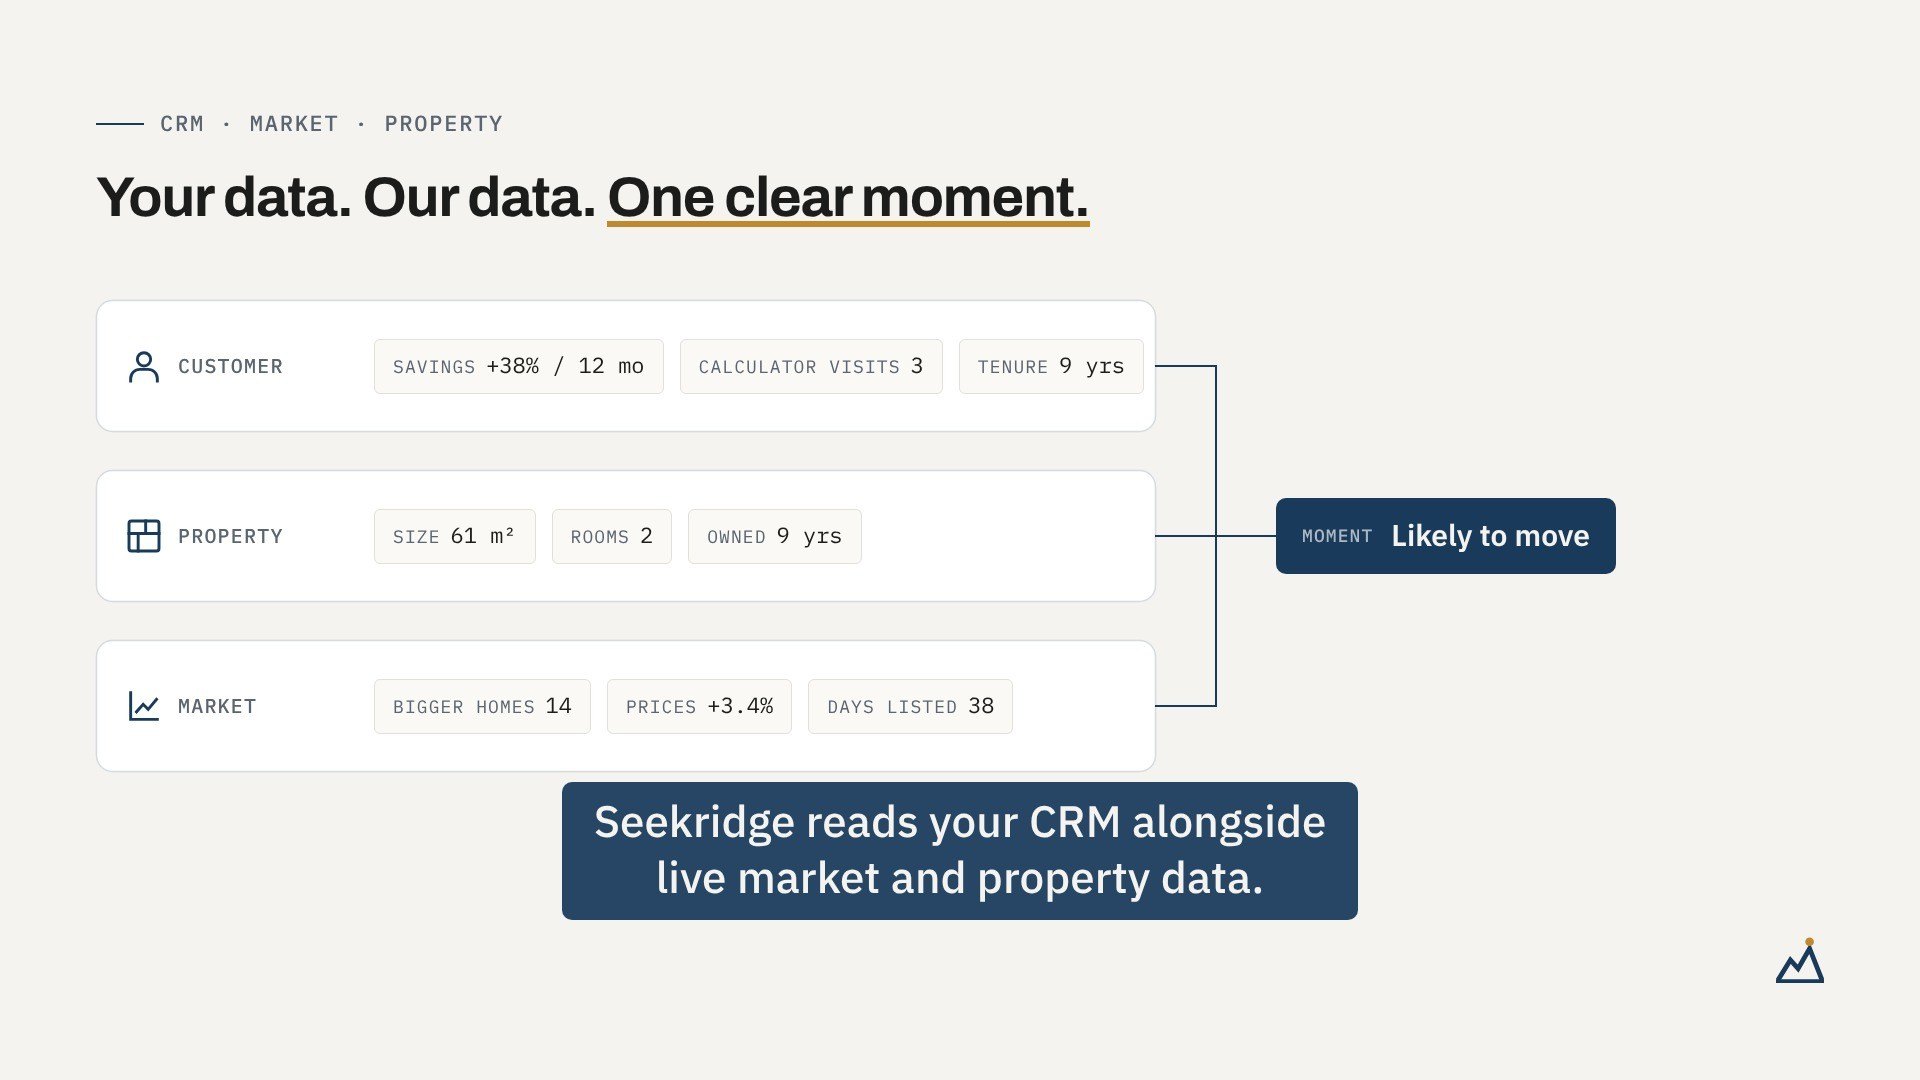 CRM · MARKET · PROPERTY
Your data. Our data. One clear moment.
CUSTOMER SAVINGS +38% / 12 mo CALCULATOR VISITS 3 TENURE 9 yrs
PROPERTY SIZE 61 m² ROOMS 2 OWNED 9 yrs
MOMENT Likely to move
MARKET BIGGER HOMES 14 PRICES +3.4% DAYS LISTED 38
Seekridge reads your CRM alongside
live market and property data.